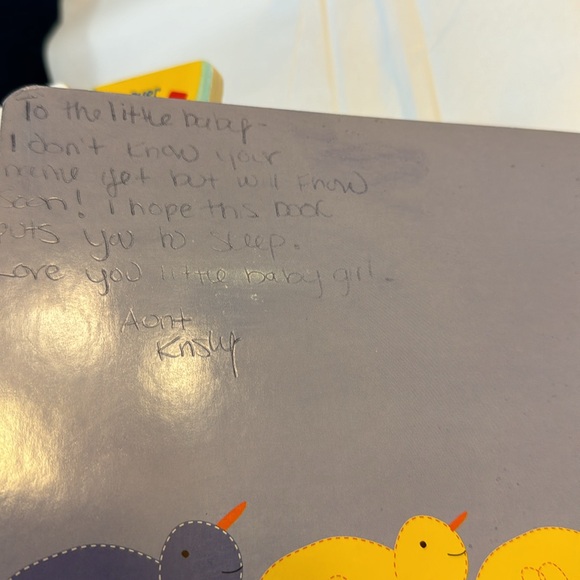 To the little baby-
I don't know your
name yet but will know
Soon! I hope this book
puts you to sleep.
Love you little baby girl.
Aunt